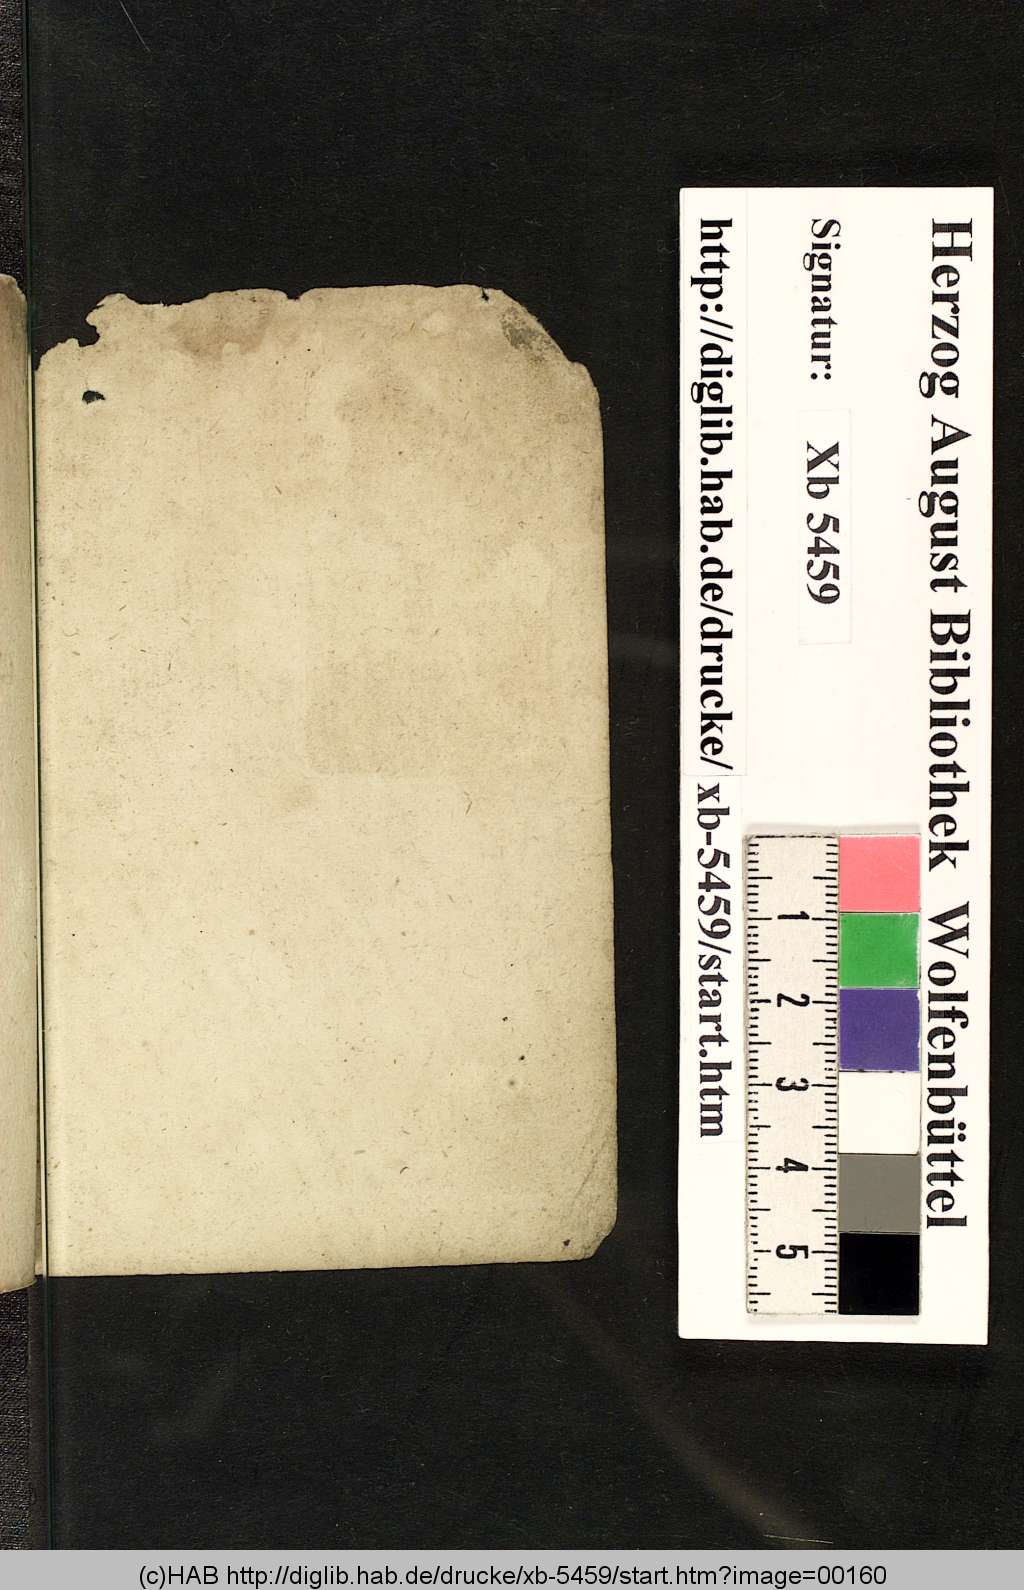 Herzog August Bibliothek Wolfenbüttel
Signatur: Xb 5459
http://diglib.hab.de/drucke/ xb-5459/start.htm
1
2
3
4
5
(c)HAB http://diglib.hab.de/drucke/xb-5459/start.htm?image=00160